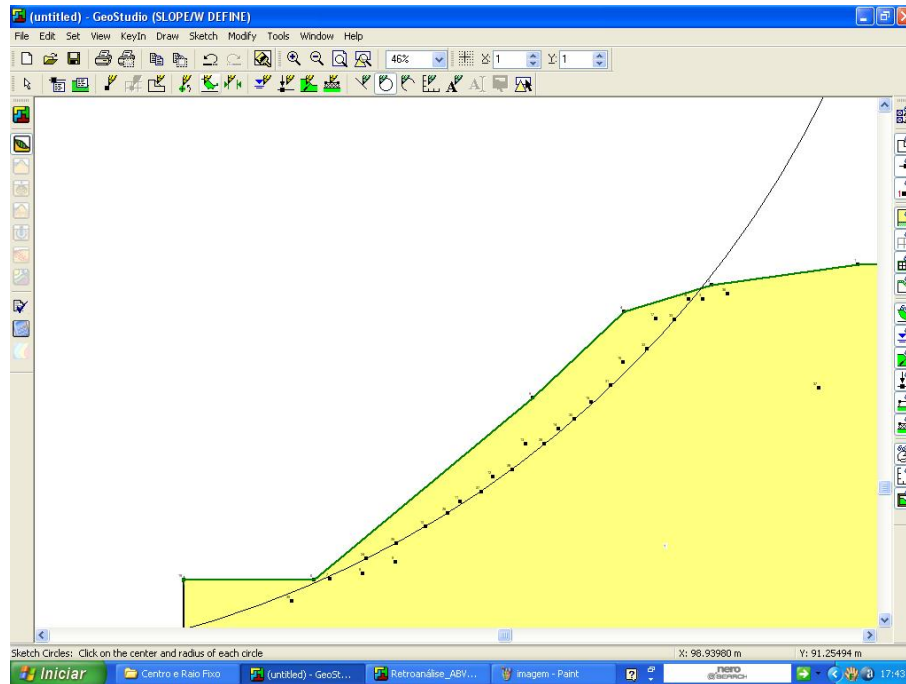 (untitled) - GeoStudio (SLOPE/W DEFINE)
File Edit Set View KeyIn Draw Sketch Modify Tools Window Help
46% X: 1 Y: 1
Sketch Circles: Click on the center and radius of each circle X: 98.93980 m Y: 91.25494 m
Iniciar Centro e Raio Fixo (untitled) - GeoSt... Retroanálise_ABV... imagem - Paint nero SEARCH 17:43